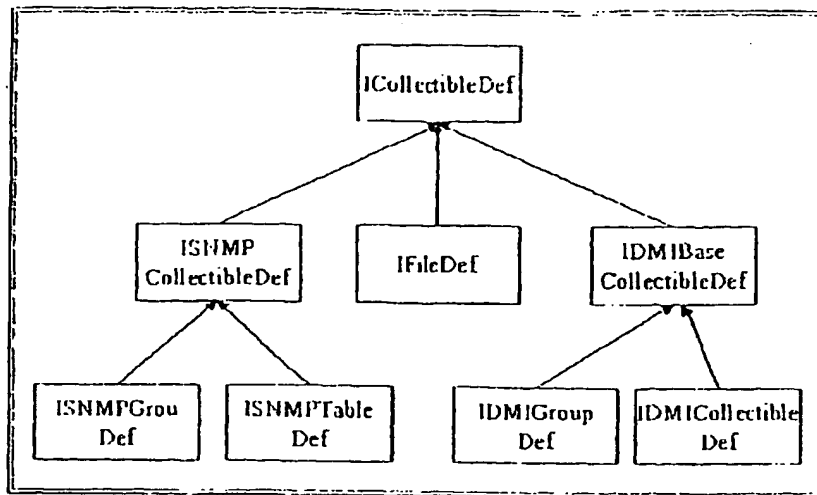 ICollectibleDef
ISNMP
CollectibleDef
IFileDef
IDMIBase
CollectibleDef
ISNMPGrou
Def
ISNMPTable
Def
IDMIGroup
Def
IDMICollectible
Def